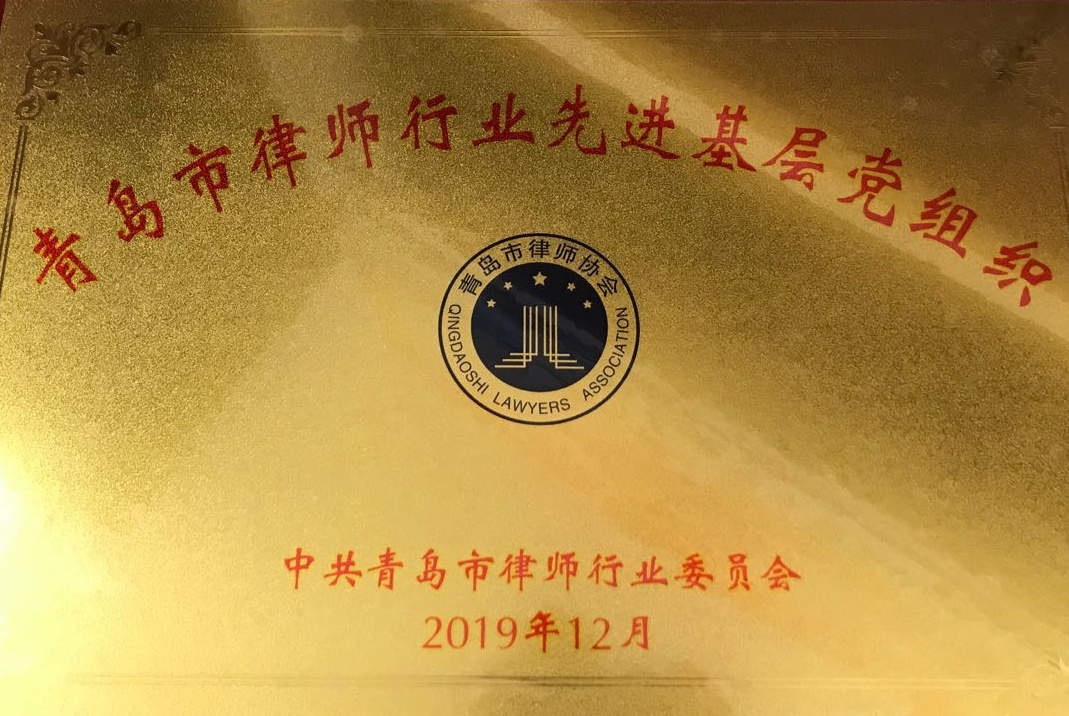 青岛市律师行业先进基层党组织
青岛市律师协会
QINGDAOSHI LAWYERS ASSOCIATION
中共青岛市律师行业委员会
2019年12月